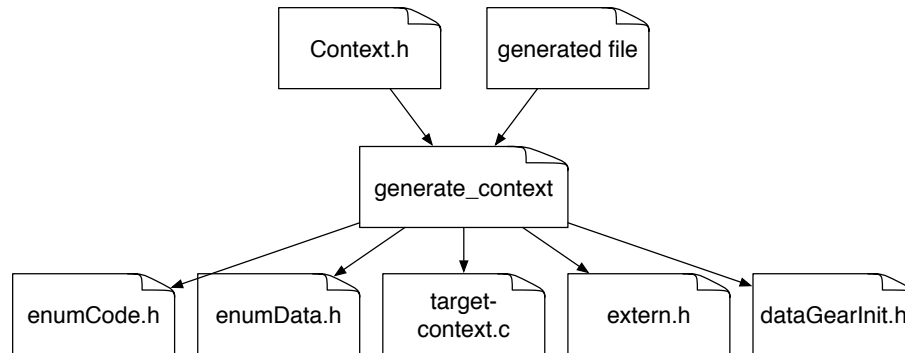 Context.h
generated file
generate_context
enumCode.h
enumData.h
target-
context.c
extern.h
dataGearInit.h